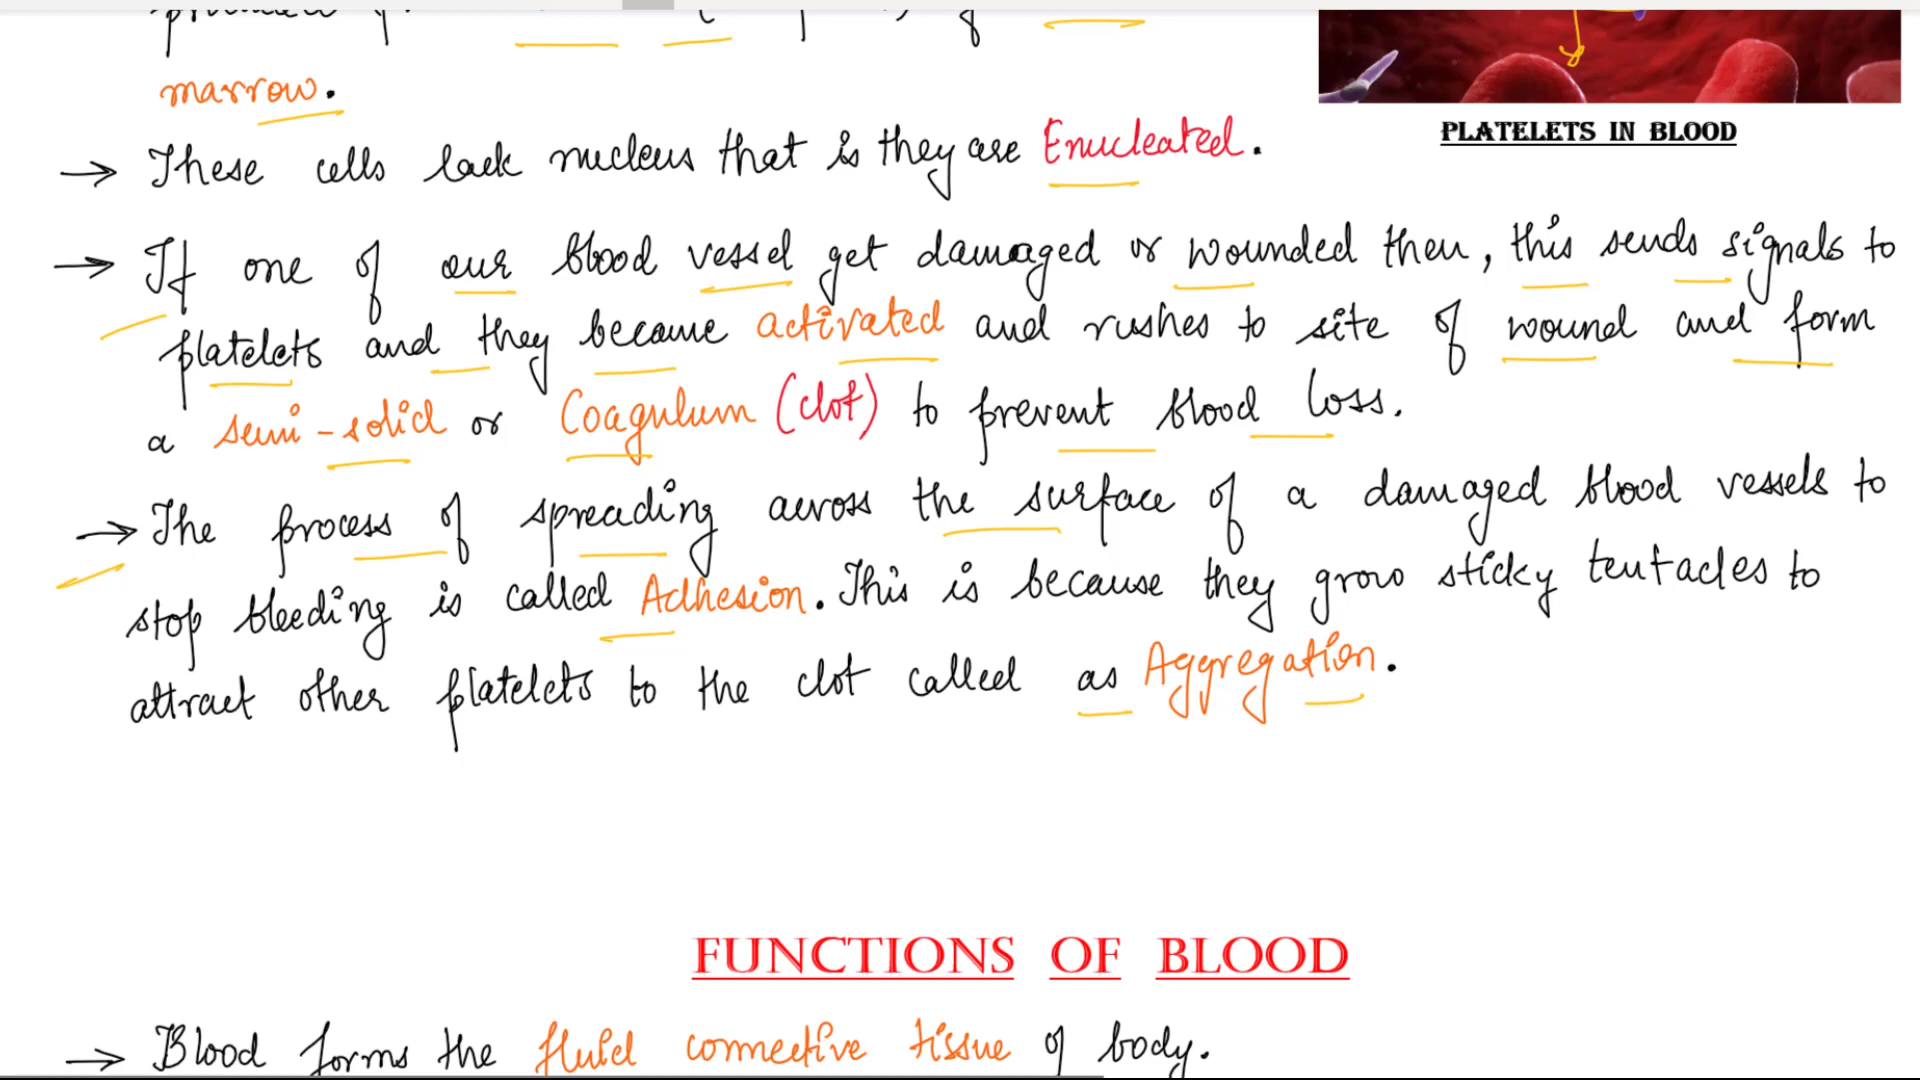 marrow.
PLATELETS IN BLOOD
→ These cells lack nucleus that is they are Enucleated.
→ If one of our blood vessel get damaged or wounded then, this sends signals to
platelets and they became activated and rushes to site of wound and form
a semi-solid or Coagulum (clot) to prevent blood loss.
→ The process of spreading across the surface of a damaged blood vessels to
stop bleeding is called Adhesion. This is because they grow sticky tentacles to
attract other platelets to the clot called as Aggregation.
FUNCTIONS OF BLOOD
→ Blood forms the fluid connective tissue of body.